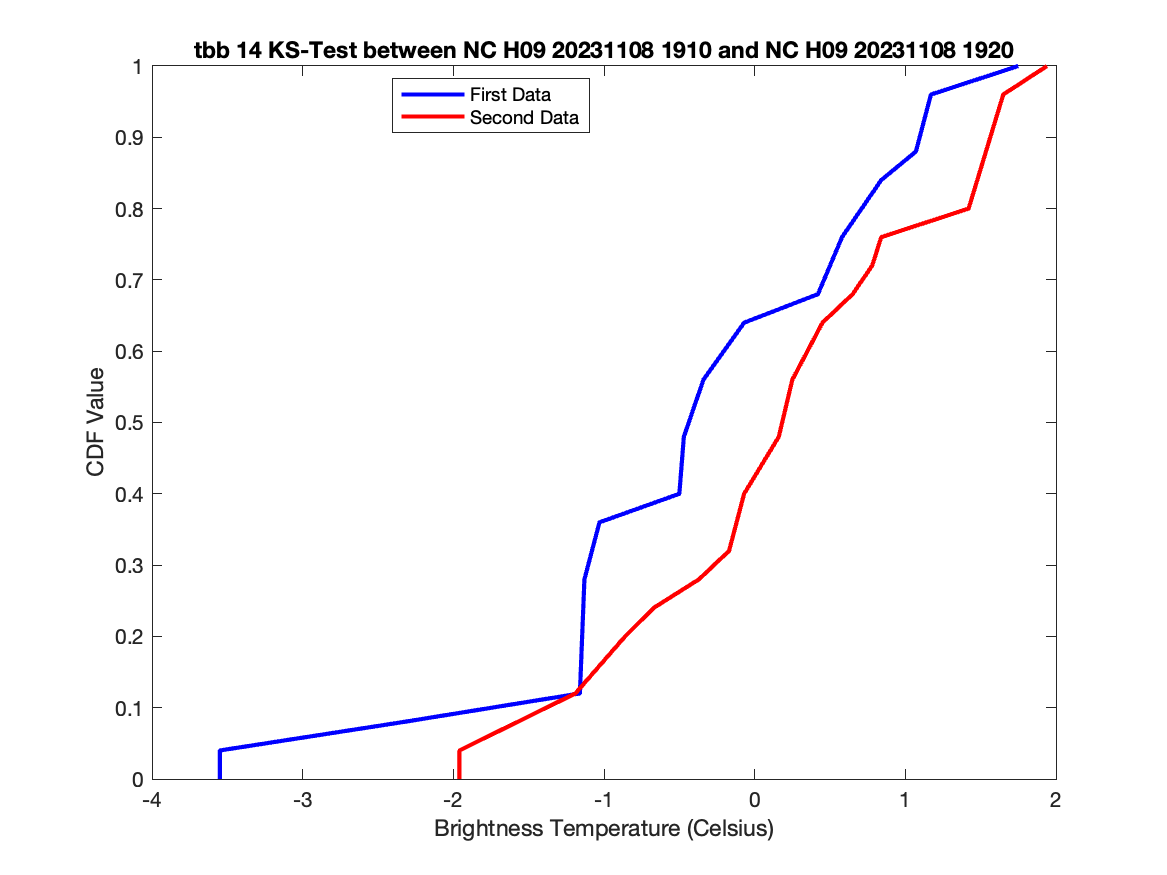 tbb 14 KS-Test between NC H09 20231108 1910 and NC H09 20231108 1920
First Data
Second Data
1
0.9
0.8
0.7
0.6
0.5
0.4
0.3
0.2
0.1
0
CDF Value
-4 -3 -2 -1 0 1 2
Brightness Temperature (Celsius)